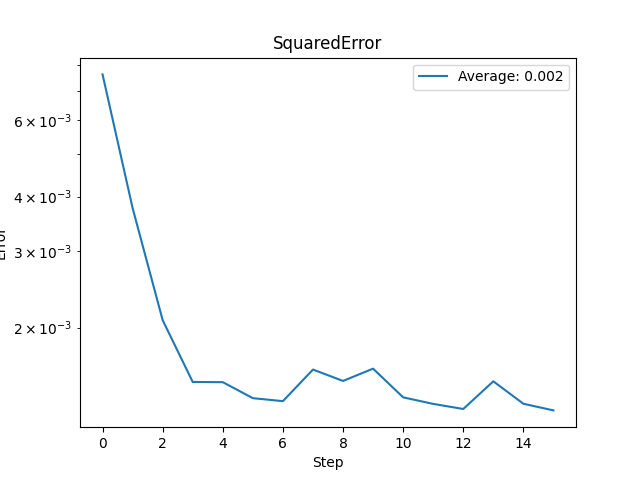 SquaredError
Average: 0.002
6 × 10⁻³
4 × 10⁻³
3 × 10⁻³
2 × 10⁻³
Error
0 2 4 6 8 10 12 14
Step